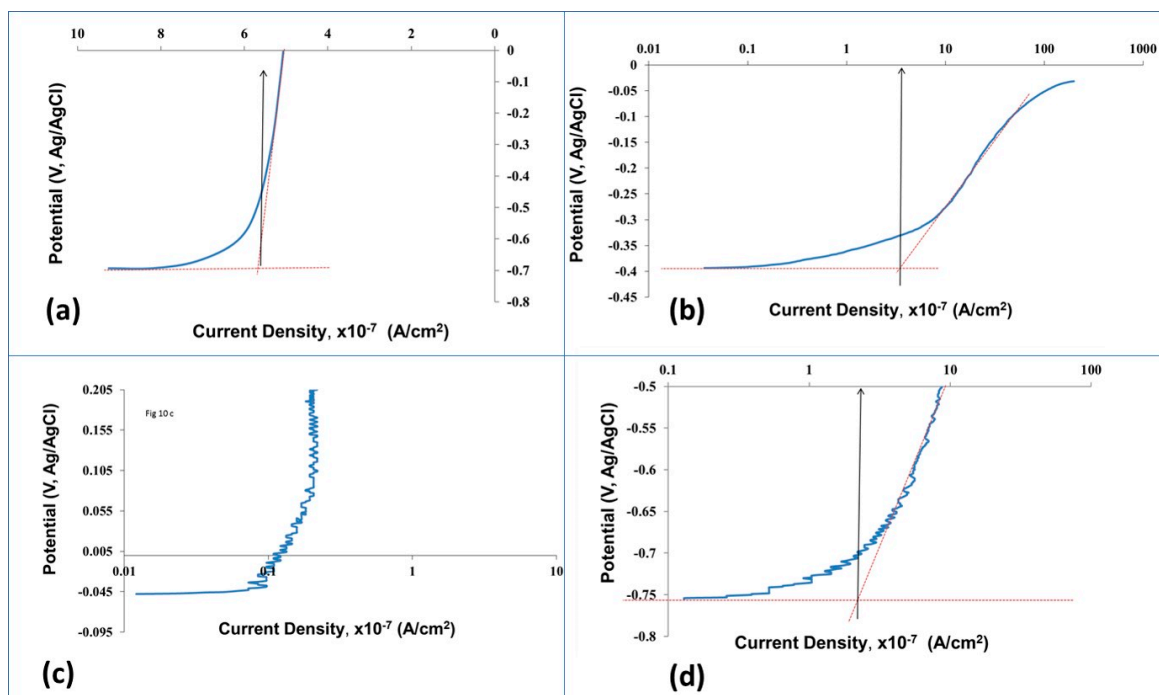 10 8 6 4 2 0
0
-0.1
-0.2
-0.3
-0.4
-0.5
-0.6
-0.7
-0.8
Potential (V, Ag/AgCl)
Current Density, x10-7 (A/cm2)
(a)
0.01 1 10 100 1000
0
-0.05
-0.1
-0.15
-0.2
-0.25
-0.3
-0.35
-0.4
-0.45
Potential (V, Ag/AgCl)
Current Density, x10-7 (A/cm2)
(b)
0.205
0.155
0.105
0.055
0.005
-0.045
-0.095
Fig 10 c
0.01 0.1 1 10
Potential (V, Ag/AgCl)
Current Density, x10-7 (A/cm2)
(c)
0.1 1 10 100
-0.5
-0.55
-0.6
-0.65
-0.7
-0.75
-0.8
Potential (V, Ag/AgCl)
Current Density, x10-7 (A/cm2)
(d)